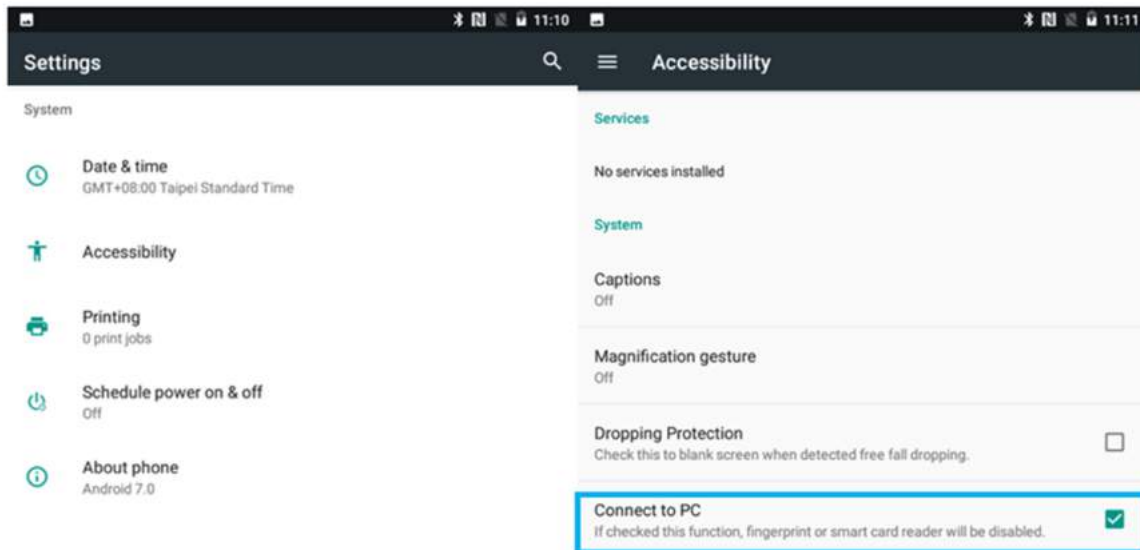 11:10
Settings
System
Date & time
GMT+08:00 Taipei Standard Time
Accessibility
Printing
0 print jobs
Schedule power on & off
Off
About phone
Android 7.0
11:11
Accessibility
Services
No services installed
System
Captions
Off
Magnification gesture
Off
Dropping Protection
Check this to blank screen when detected free fall dropping.
Connect to PC
If checked this function, fingerprint or smart card reader will be disabled.